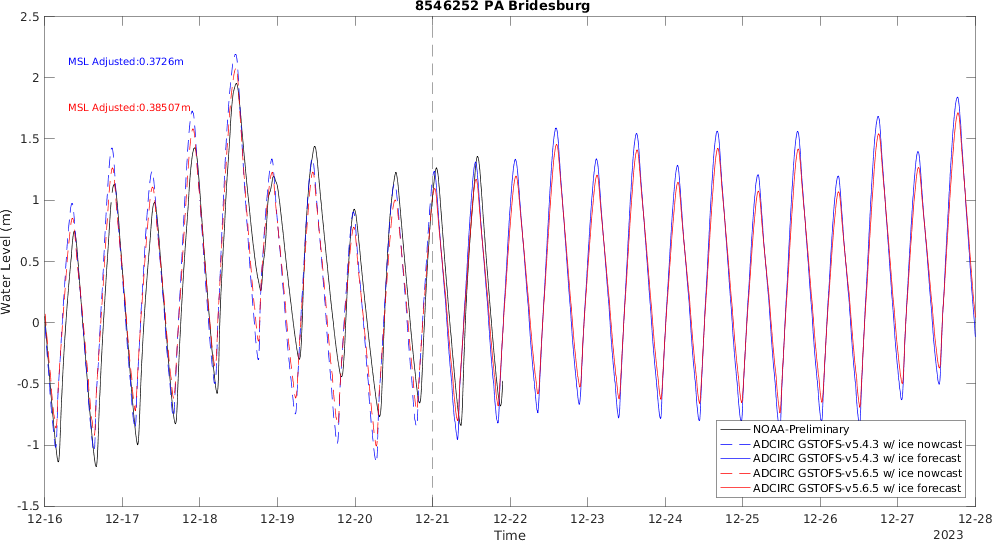 8546252 PA Bridesburg
2.5
2
1.5
1
0.5
0
-0.5
-1
-1.5
Water Level (m)
MSL Adjusted:0.3726m
MSL Adjusted:0.38507m
NOAA-Preliminary
ADCIRC GSTOFS-v5.4.3 w/ ice nowcast
ADCIRC GSTOFS-v5.4.3 w/ ice forecast
ADCIRC GSTOFS-v5.6.5 w/ ice nowcast
ADCIRC GSTOFS-v5.6.5 w/ ice forecast
12-16 12-17 12-18 12-19 12-20 12-21 12-22 12-23 12-24 12-25 12-26 12-27 12-28
Time
2023